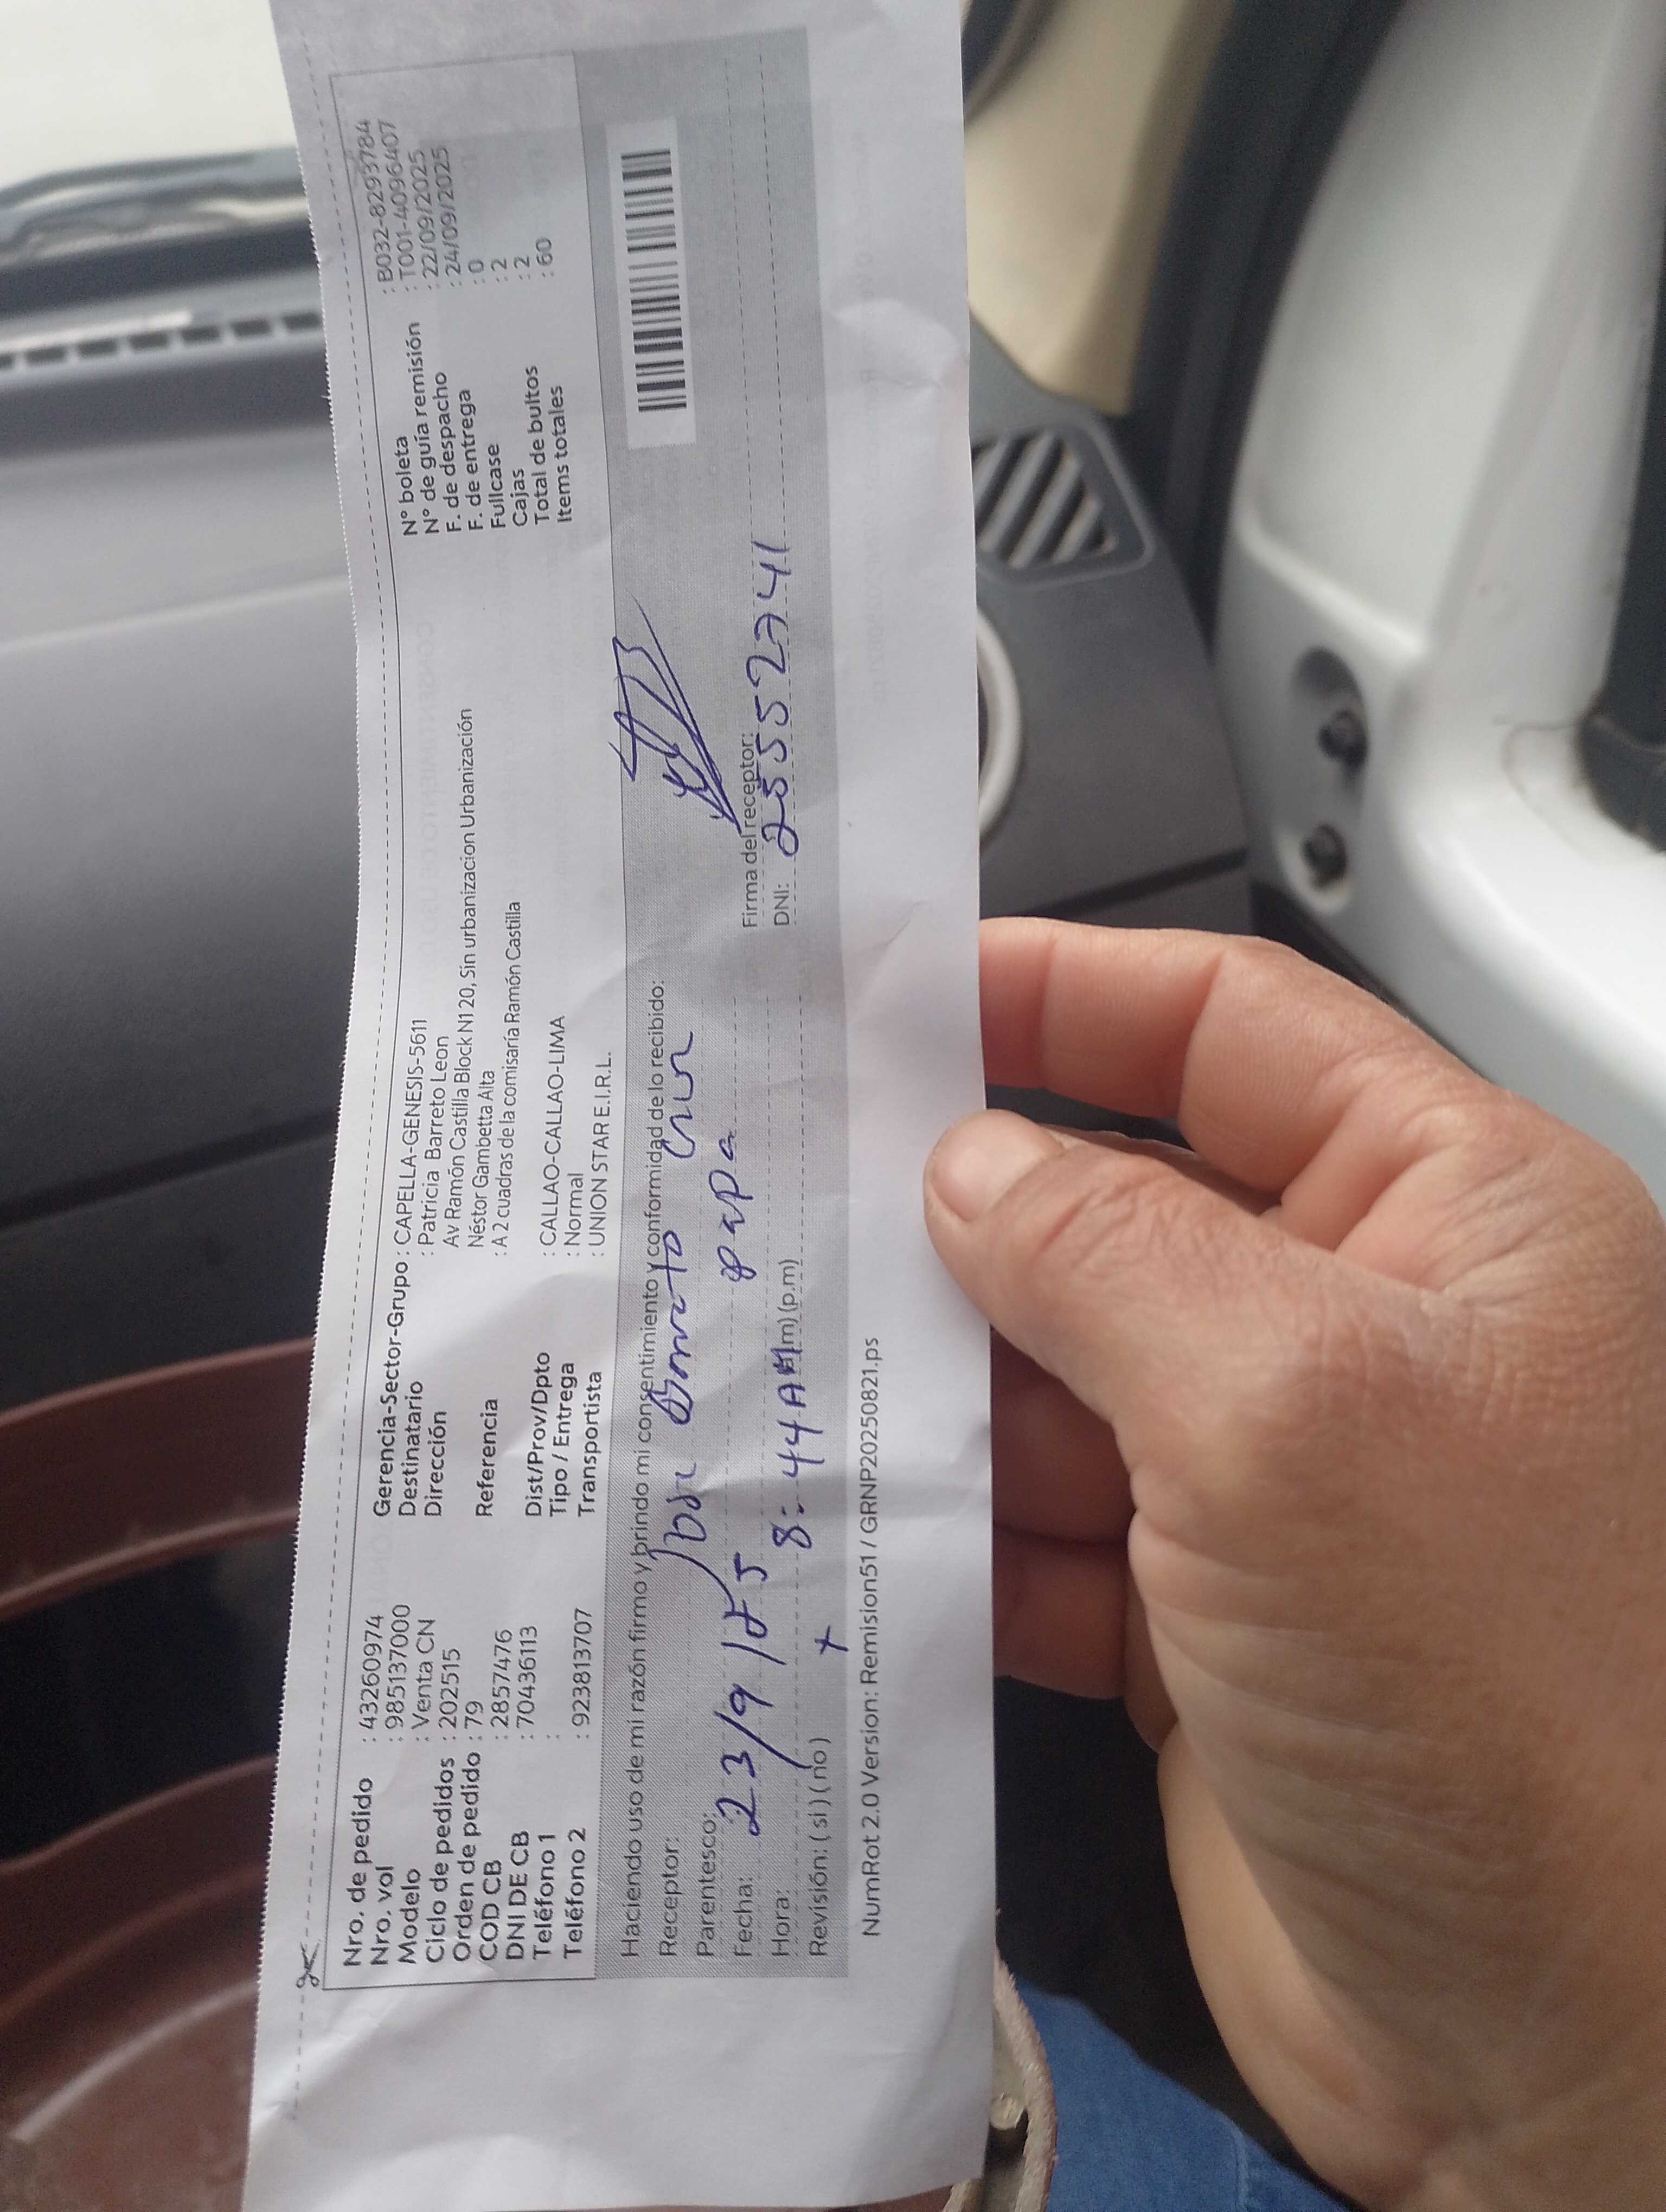 Nro. de pedido : 43260974
Nro. vol : 985137000
Modelo : Venta CN
Ciclo de pedidos : 202515
Orden de pedido : 79
COD CB : 2857476
DNI DE CB : 70436113
Teléfono 1 :
Teléfono 2 : 923813707
Gerencia-Sector-Grupo : CAPELLA-GENESIS-5611
Destinatario : Patricia Barreto Leon
Dirección Av Ramón Castilla Block N1 20, Sin urbanizacion Urbanización
Néstor Gambetta Alta
Referencia : A 2 cuadras de la comisaría Ramón Castilla
Dist/Prov/Dpto : CALLAO-CALLAO-LIMA
Tipo / Entrega : Normal
Transportista : UNION STAR E.I.R.L.
N° boleta : B032-8293784
N° de guía remisión : T001-4096407
F. de despacho : 22/09/2025
F. de entrega : 24/09/2025
Fullcase : 0
Cajas : 2
Total de bultos : 2
Items totales : 60
Haciendo uso de mi razón firmo y brindo mi consentimiento y conformidad de lo recibido:
Receptor:
Parentesco: papa
Fecha: 23/9/25
Hora: 8:44 AM (p.m)
Revisión: ( si ) ( no )
Firma del receptor:
DNI: 25552741
NumRot 2.0 Version: Remision51 / GRNP20250821.ps